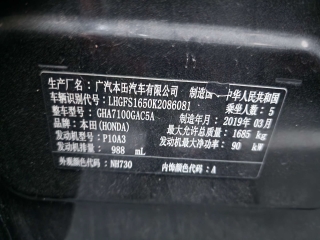 生产厂厂名：广汽本田汽车有限公司 制造国：中华人民共和国
车辆识别代号：LHGFS1650K2086081 乘坐人数：5
整车型号：GHA7100GAC5A 制造年月：2019年03月
品牌：本田(HONDA) 最大允许总质量：1685 kg
发动机型号：P10A3 发动机最大净功率：90 kW
发动机排量：988 mL
外观颜色代码：NH730 内饰颜色代码：A